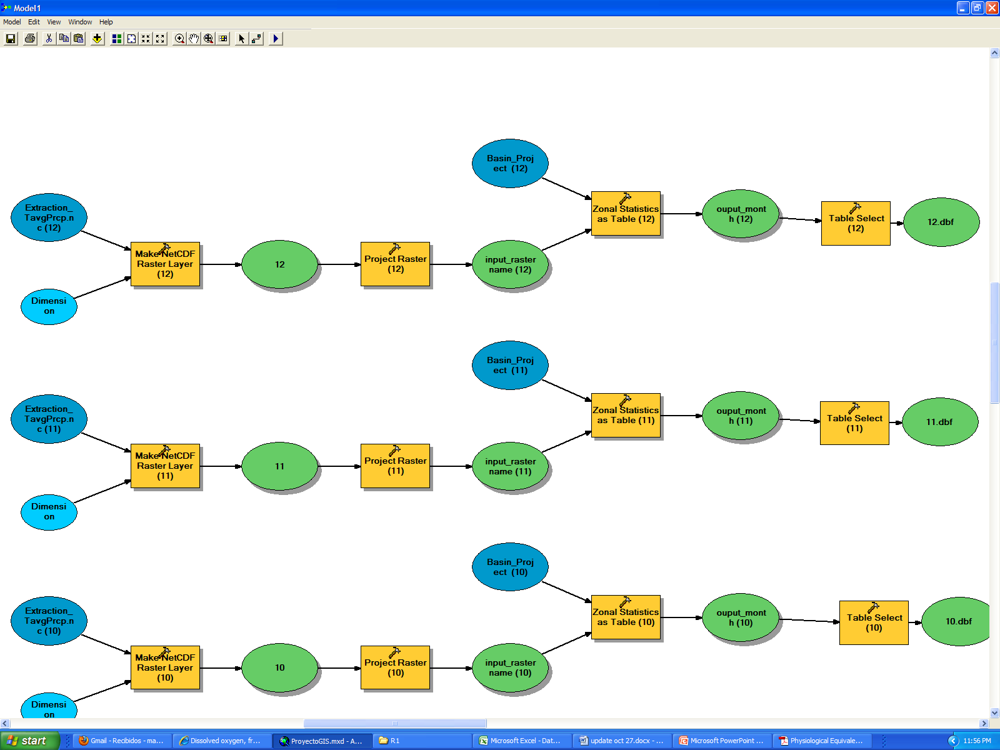 Model1
Model Edit View Window Help
Basin_Proj
ect (12)
Extraction_
TavgPrcp.n
c (12)
Zonal Statistics
as Table (12)
ouput_mont
h (12)
Table Select
(12)
12.dbf
Make NetCDF
Raster Layer
(12)
12
Project Raster
(12)
input_raster
name (12)
Dimensi
on
Basin_Proj
ect (11)
Extraction_
TavgPrcp.n
c (11)
Zonal Statistics
as Table (11)
ouput_mont
h (11)
Table Select
(11)
11.dbf
Make NetCDF
Raster Layer
(11)
11
Project Raster
(11)
input_raster
name (11)
Dimensi
on
Basin_Proj
ect (10)
Extraction_
TavgPrcp.n
c (10)
Zonal Statistics
as Table (10)
ouput_mont
h (10)
Table Select
(10)
10.dbf
Make NetCDF
Raster Layer
(10)
10
Project Raster
(10)
input_raster
name (10)
Dimensi
on
start Gmail - Recibidos - ma... Dissolved oxygen, fr... ProyectoGIS.mxd - A... R1 Microsoft Excel - Dat... update oct 27.docx - ... Microsoft PowerPoint ... Physiological Equivale... 11:56 PM